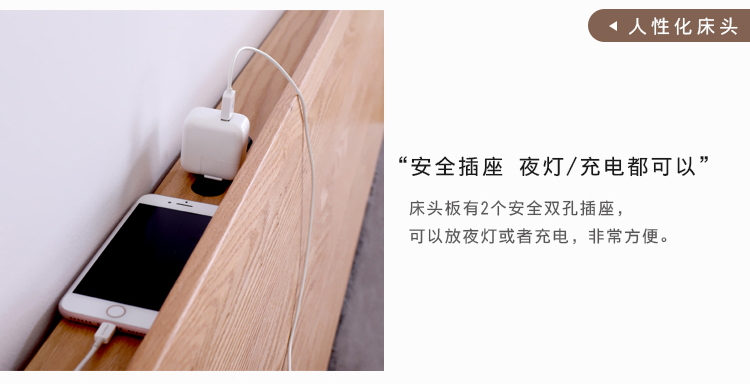 ◀ 人性化床头
“安全插座 夜灯/充电都可以”
床头板有2个安全双孔插座，
可以放夜灯或者充电，非常方便。